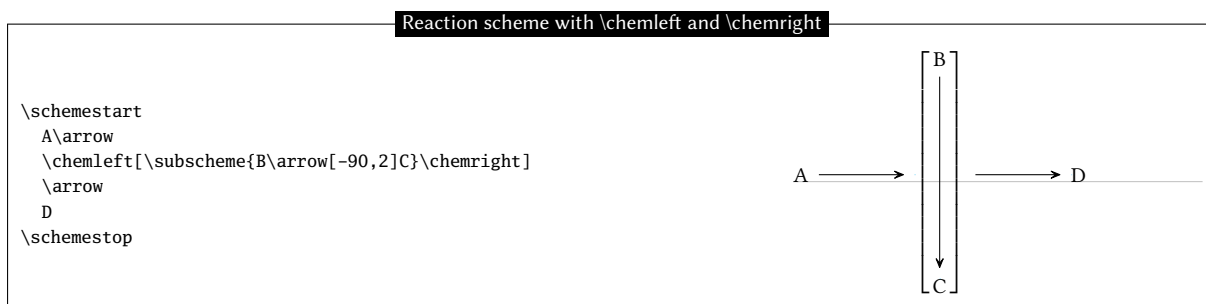 Reaction scheme with \chemleft and \chemright
\schemestart
A\arrow
\chemleft[\subscheme{B\arrow[-90,2]C}\chemright]
\arrow
D
\schemestop
B
A D
C